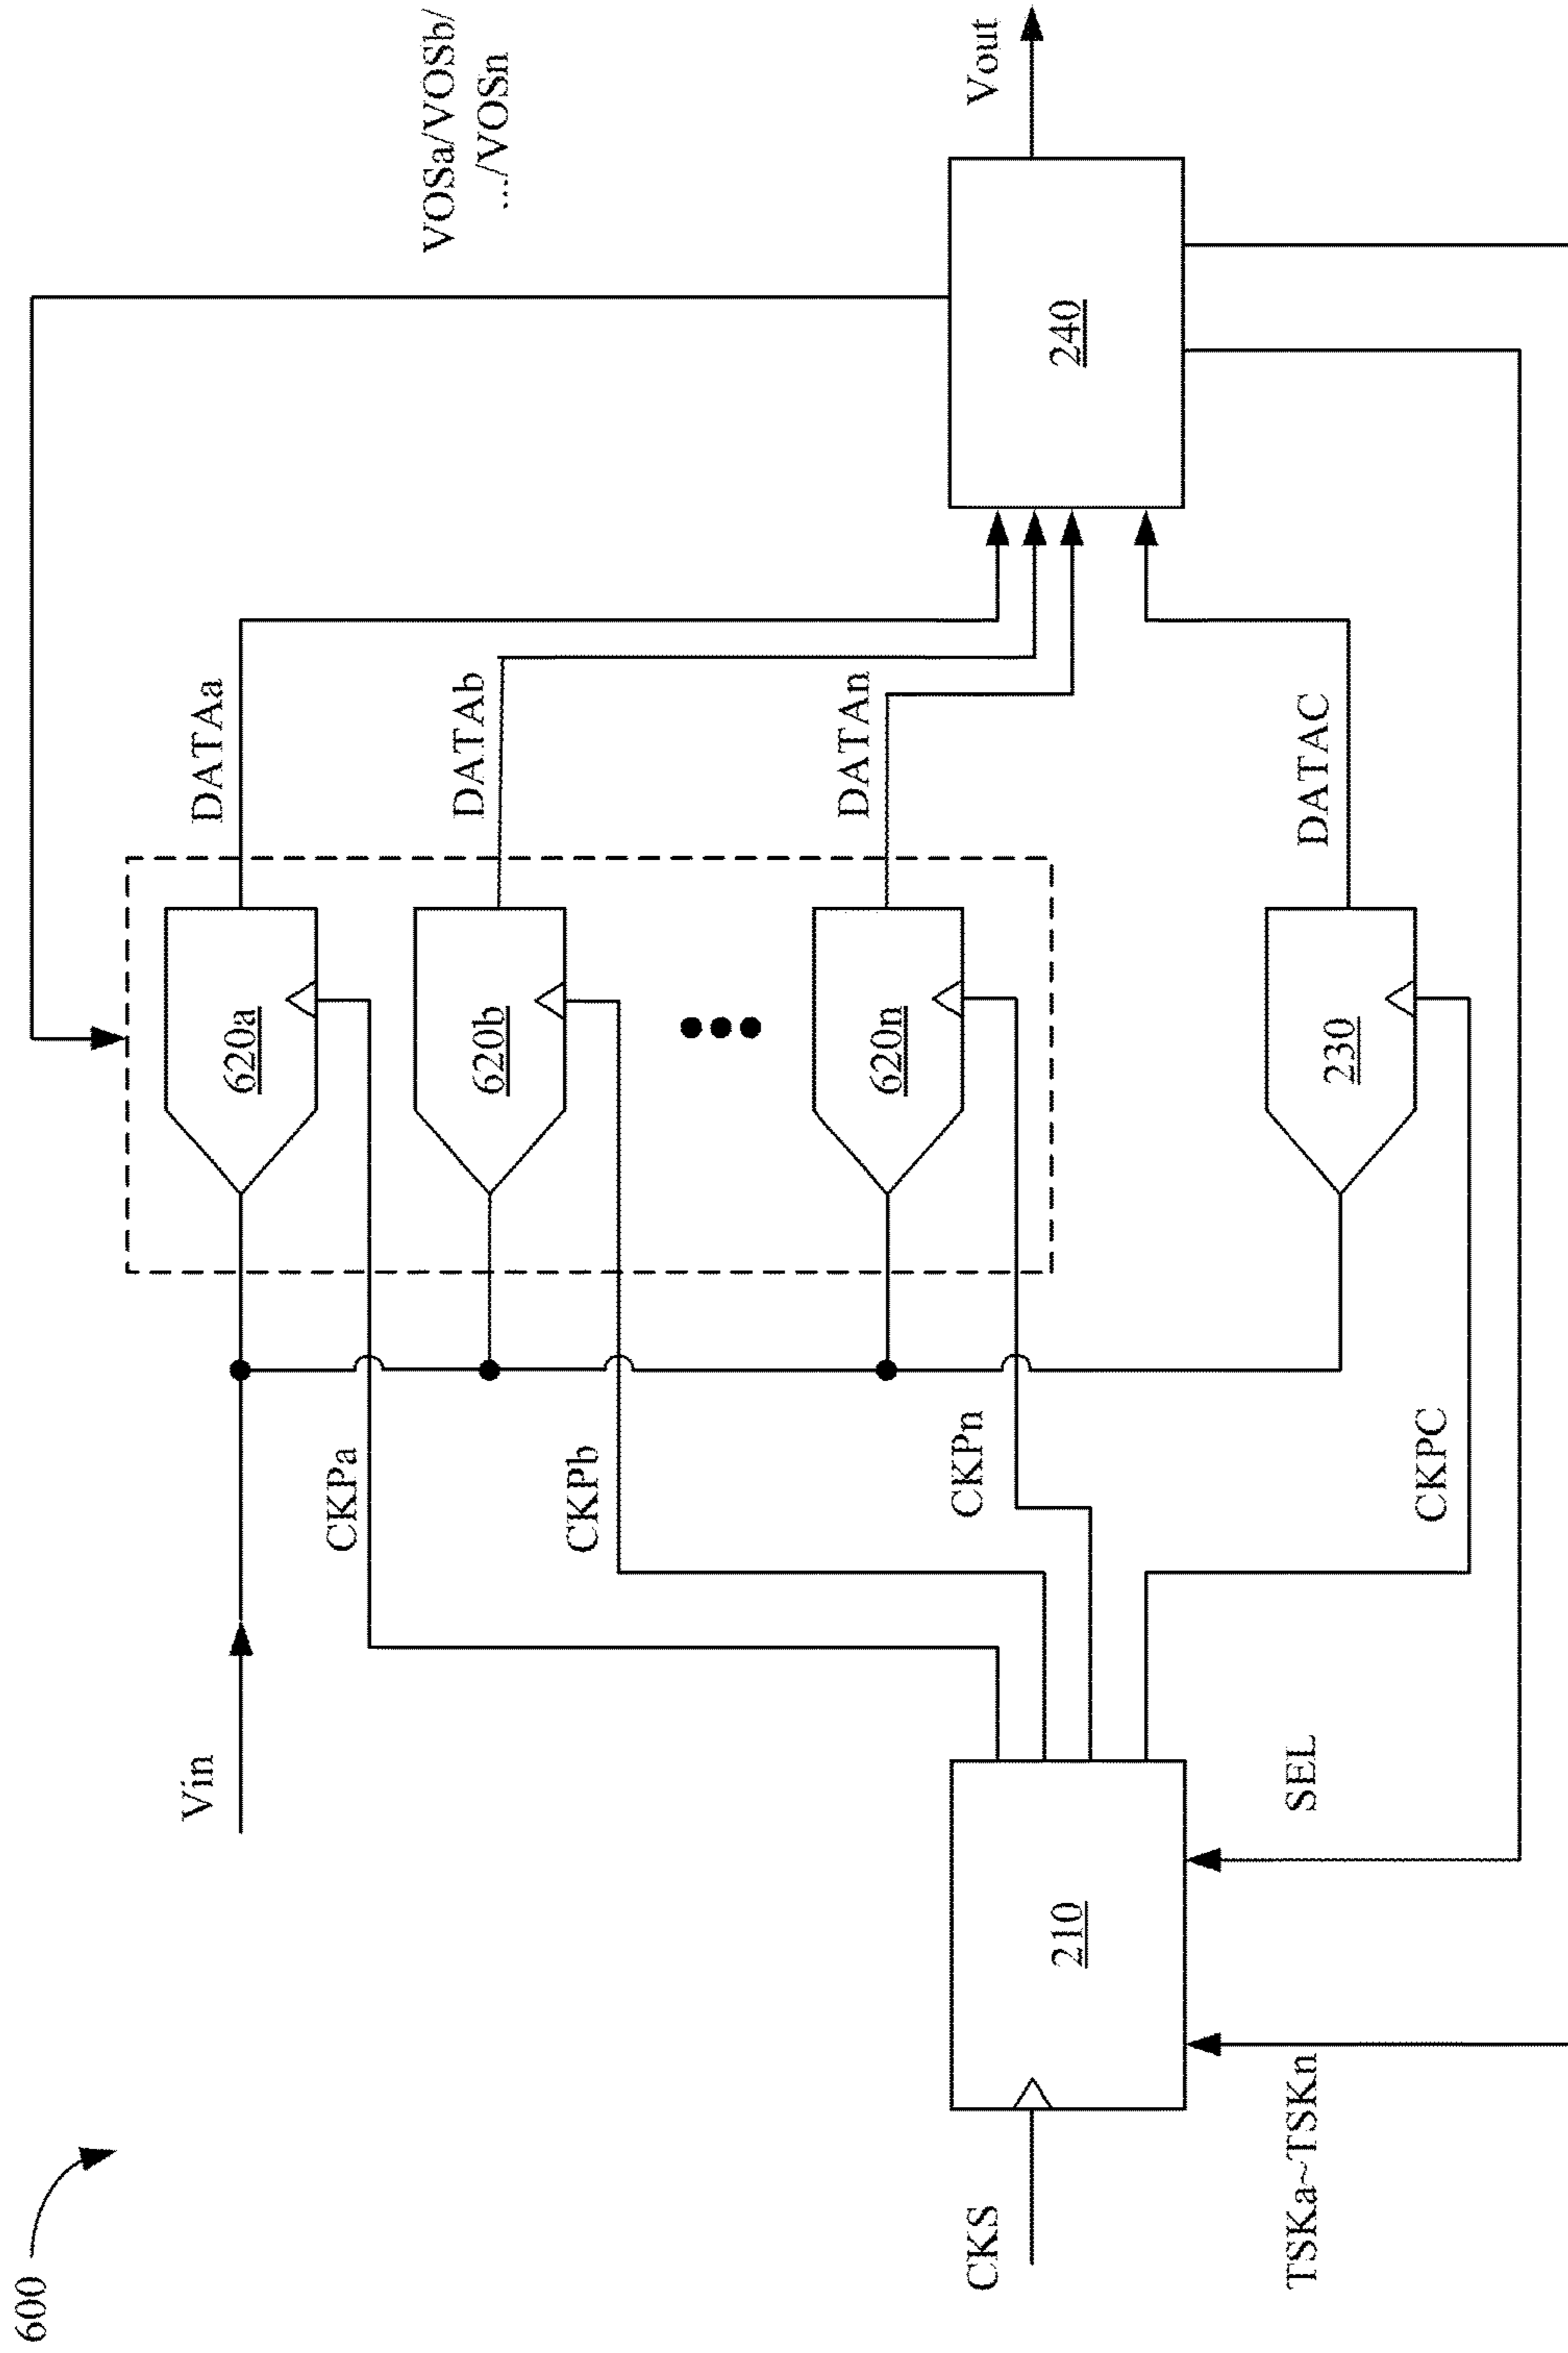 600
Vin
VOSa/VOSb/
.../VOSn
620a
DATAa
CKPa
620b
DATAb
CKPb
620n
DATAn
CKPn
CKS
210
240
Vout
230
DATAC
CKPC
SEL
TSKa~TSKn